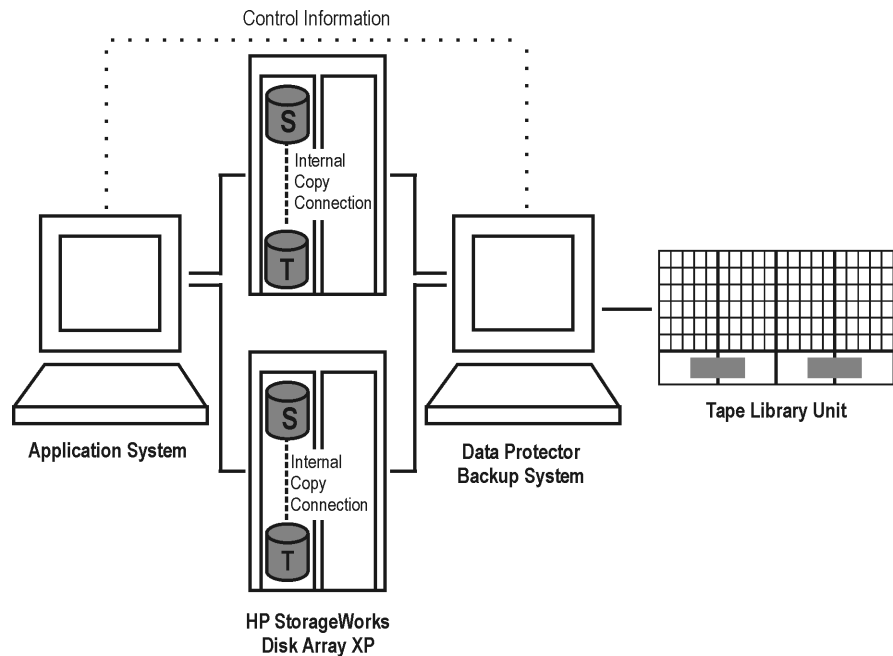 Control Information
S
Internal
Copy
Connection
T
S
Internal
Copy
Connection
T
Application System
Data Protector
Backup System
Tape Library Unit
HP StorageWorks
Disk Array XP